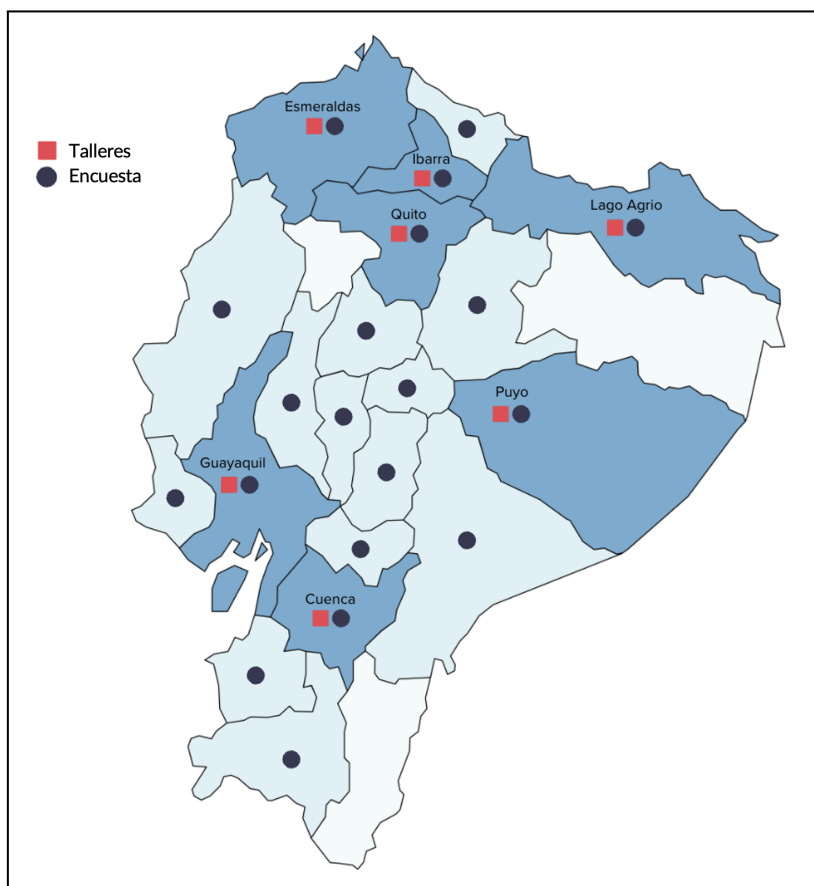 Talleres
Encuesta
Esmeraldas
Ibarra
Lago Agrio
Quito
Puyo
Guayaquil
Cuenca